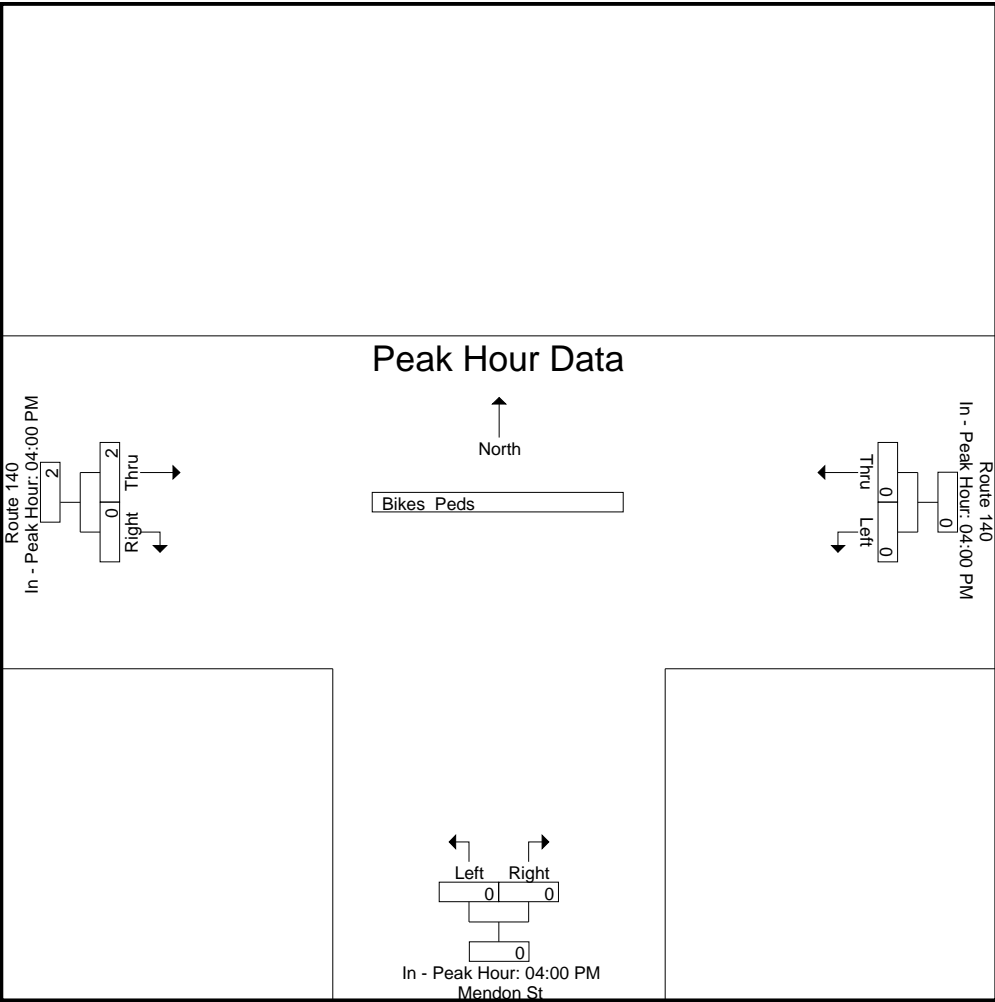 Peak Hour Data
North
Bikes Peds
Route 140
In - Peak Hour: 04:00 PM
2
2
0
Thru
Right
Route 140
In - Peak Hour: 04:00 PM
0
0
0
Thru
Left
Left Right
0 0
0
In - Peak Hour: 04:00 PM
Mendon St